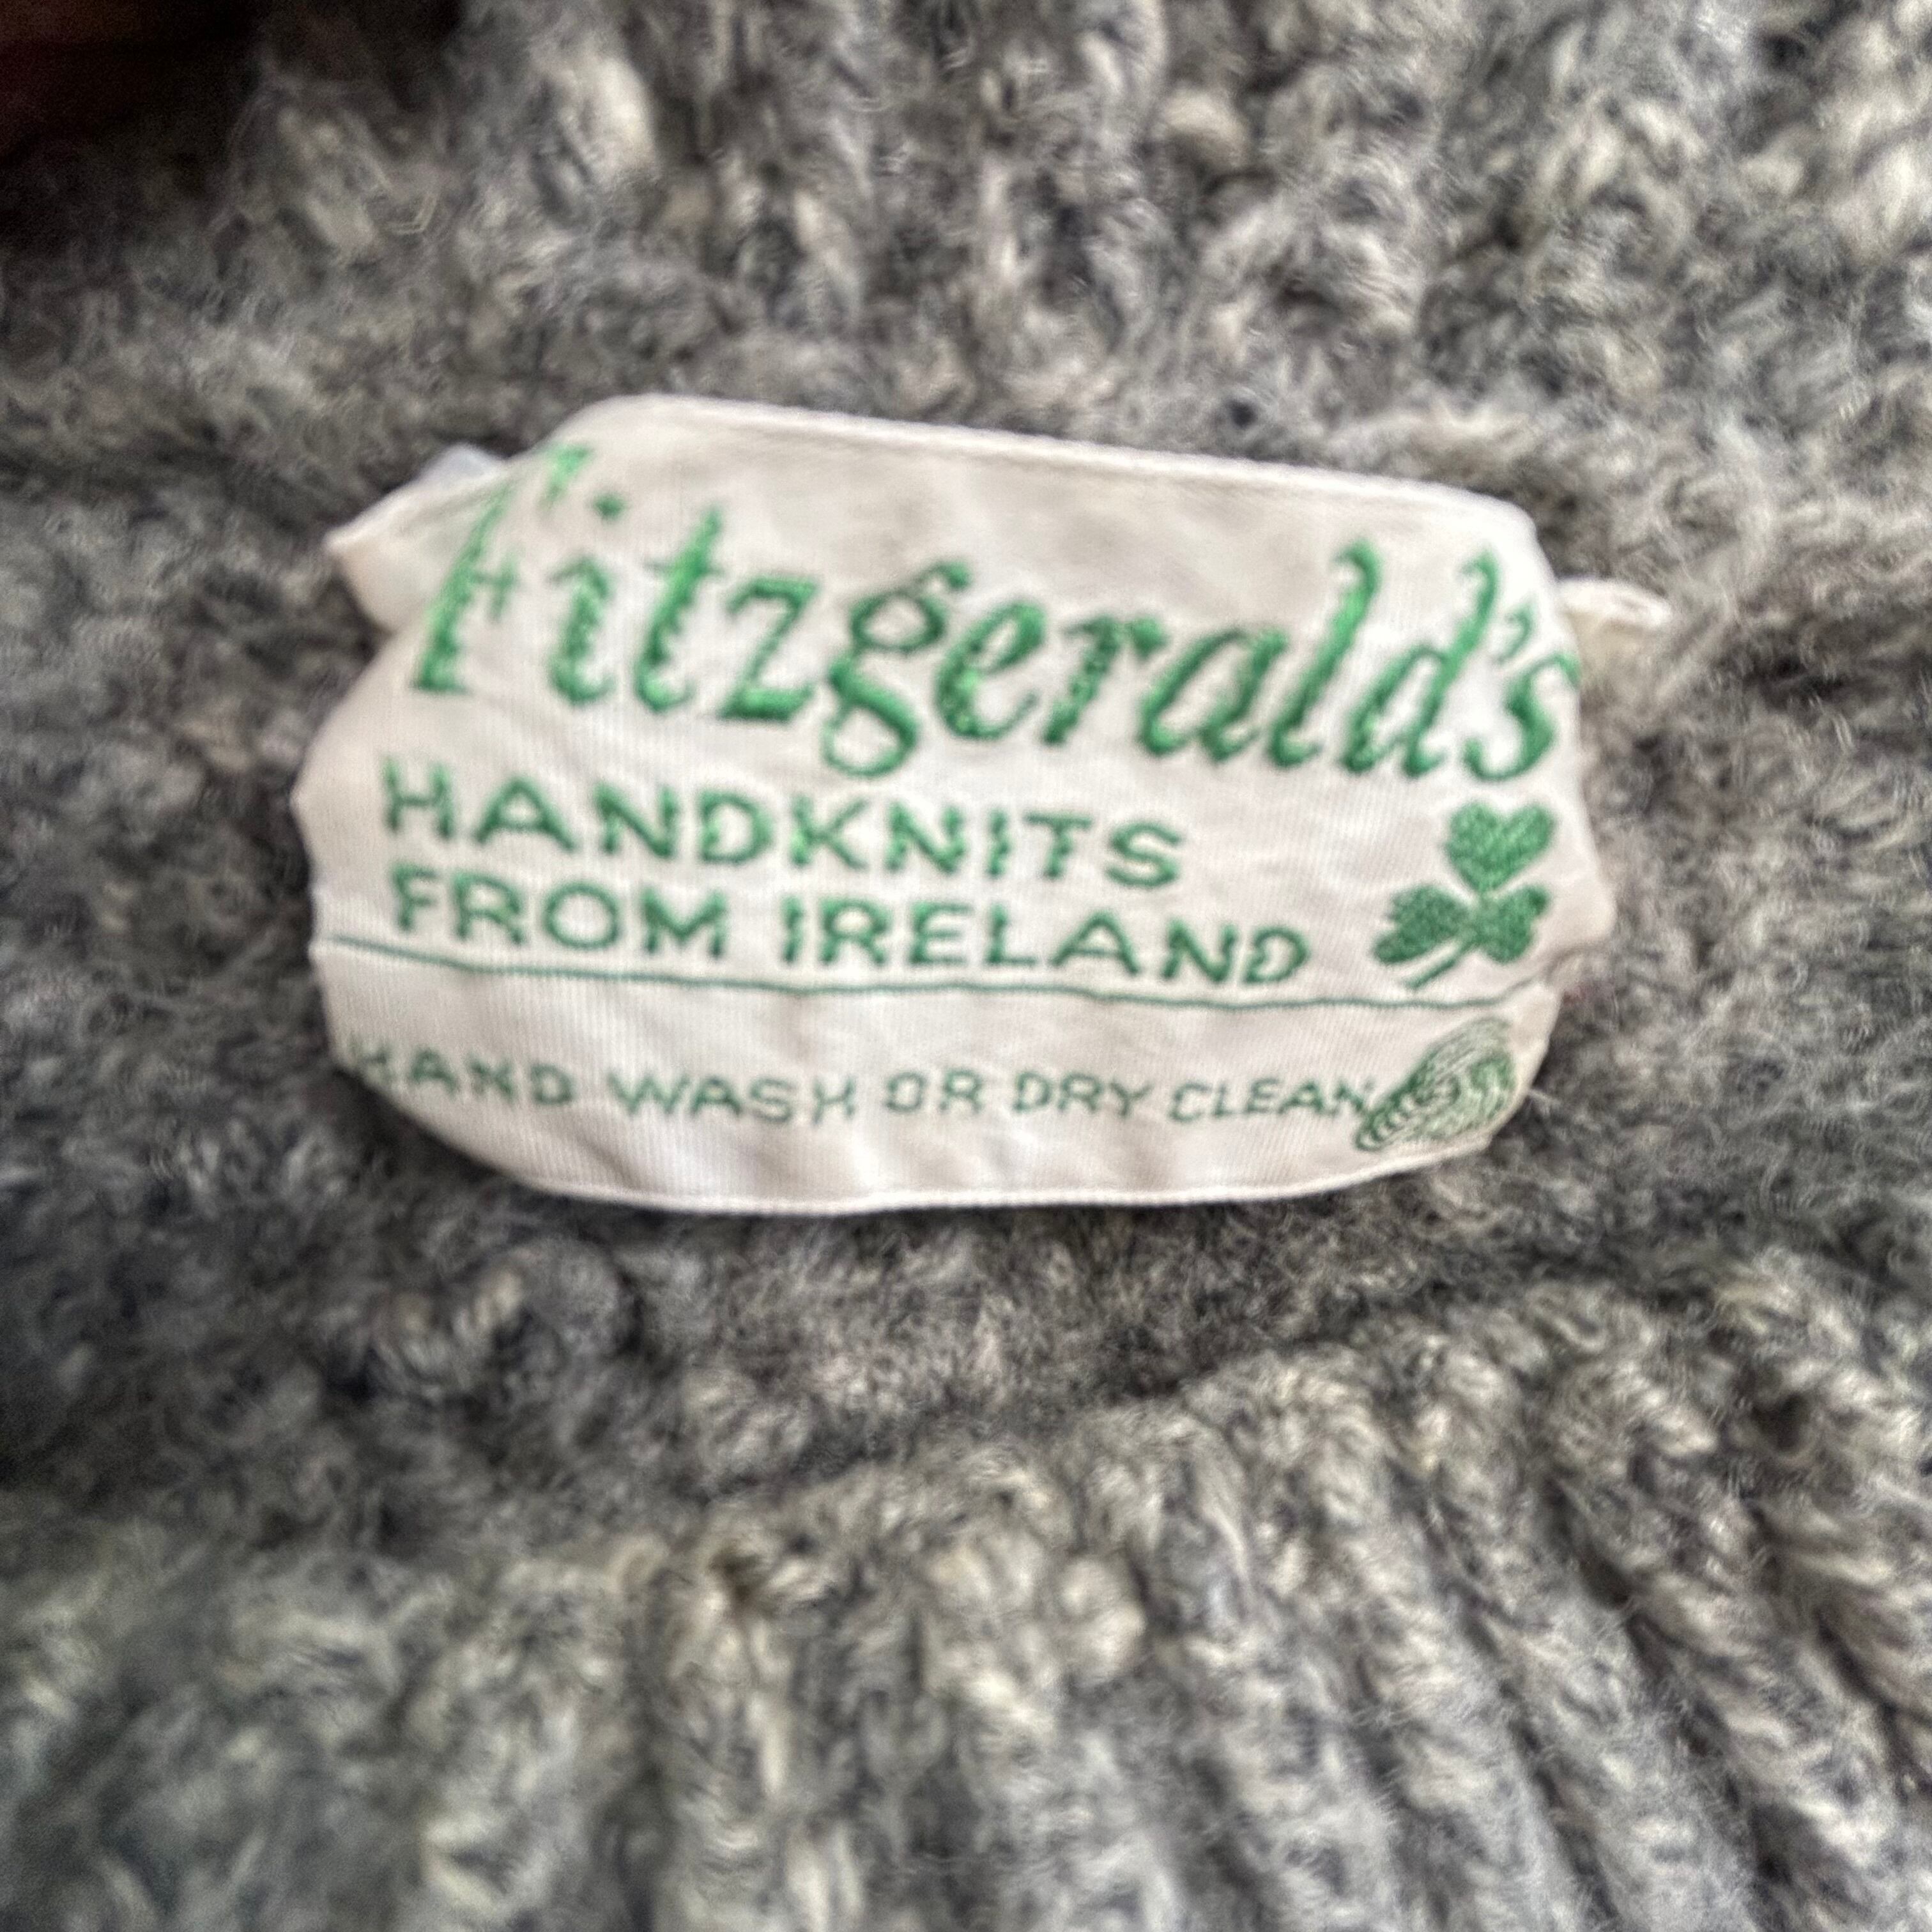 Fitzgerald's
HANDKNITS
FROM IRELAND
HAND WASH OR DRY CLEAN